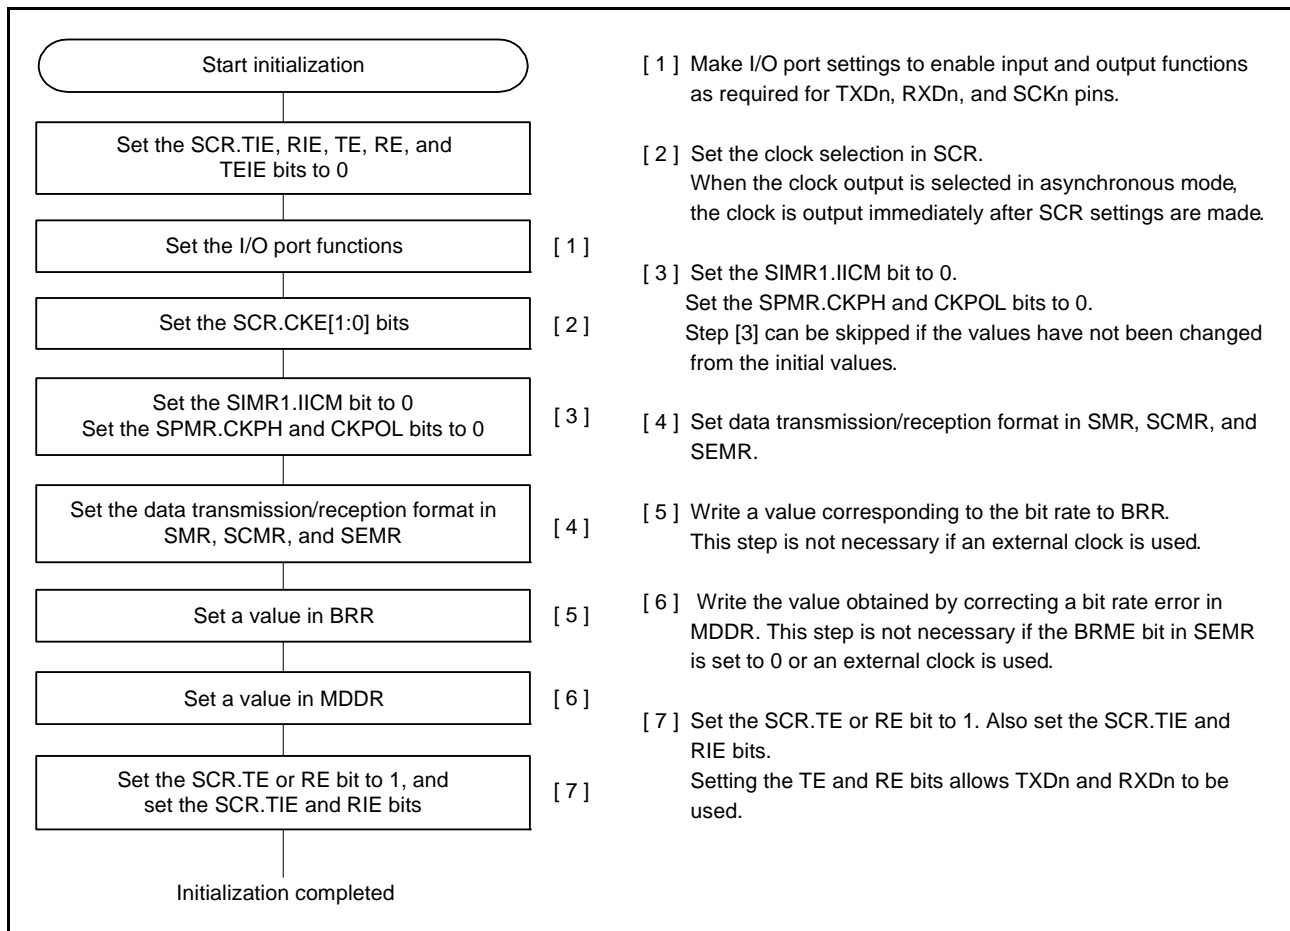 Start initialization
Set the SCR.TIE, RIE, TE, RE, and
TEIE bits to 0
Set the I/O port functions
[ 1 ]
Set the SCR.CKE[1:0] bits
[ 2 ]
Set the SIMR1.IICM bit to 0
Set the SPMR.CKPH and CKPOL bits to 0
[ 3 ]
Set the data transmission/reception format in
SMR, SCMR, and SEMR
[ 4 ]
Set a value in BRR
[ 5 ]
Set a value in MDDR
[ 6 ]
Set the SCR.TE or RE bit to 1, and
set the SCR.TIE and RIE bits
[ 7 ]
Initialization completed
[ 1 ] Make I/O port settings to enable input and output functions
as required for TXDn, RXDn, and SCKn pins.
[ 2 ] Set the clock selection in SCR.
When the clock output is selected in asynchronous mode,
the clock is output immediately after SCR settings are made.
[ 3 ] Set the SIMR1.IICM bit to 0.
Set the SPMR.CKPH and CKPOL bits to 0.
Step [3] can be skipped if the values have not been changed
from the initial values.
[ 4 ] Set data transmission/reception format in SMR, SCMR, and
SEMR.
[ 5 ] Write a value corresponding to the bit rate to BRR.
This step is not necessary if an external clock is used.
[ 6 ] Write the value obtained by correcting a bit rate error in
MDDR. This step is not necessary if the BRME bit in SEMR
is set to 0 or an external clock is used.
[ 7 ] Set the SCR.TE or RE bit to 1. Also set the SCR.TIE and
RIE bits.
Setting the TE and RE bits allows TXDn and RXDn to be
used.